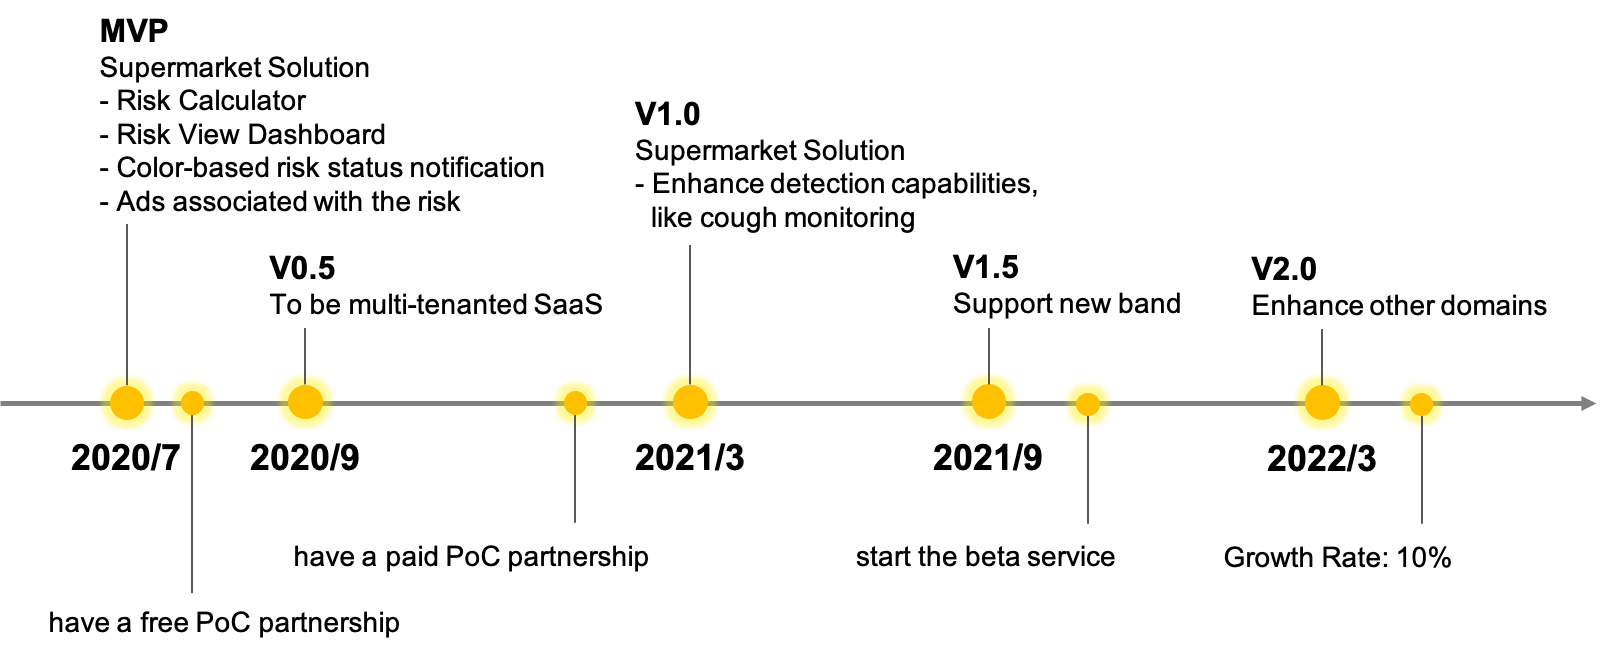 MVP
Supermarket Solution
- Risk Calculator
- Risk View Dashboard
- Color-based risk status notification
- Ads associated with the risk
V1.0
Supermarket Solution
- Enhance detection capabilities,
like cough monitoring
V0.5
To be multi-tenanted SaaS
V1.5
Support new band
V2.0
Enhance other domains
2020/7
2020/9
2021/3
2021/9
2022/3
have a paid PoC partnership
start the beta service
Growth Rate: 10%
have a free PoC partnership